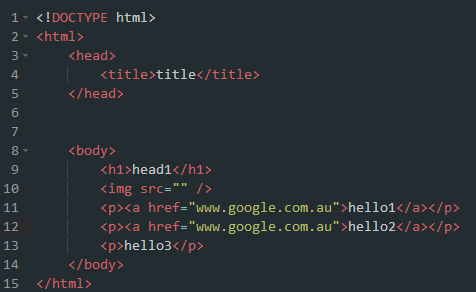 1 <!DOCTYPE html>
2 <html>
3 <head>
4 <title>title</title>
5 </head>
6
7
8 <body>
9 <h1>head1</h1>
10 <img src="" />
11 <p><a href="www.google.com.au">hello1</a></p>
12 <p><a href="www.google.com.au">hello2</a></p>
13 <p>hello3</p>
14 </body>
15 </html>